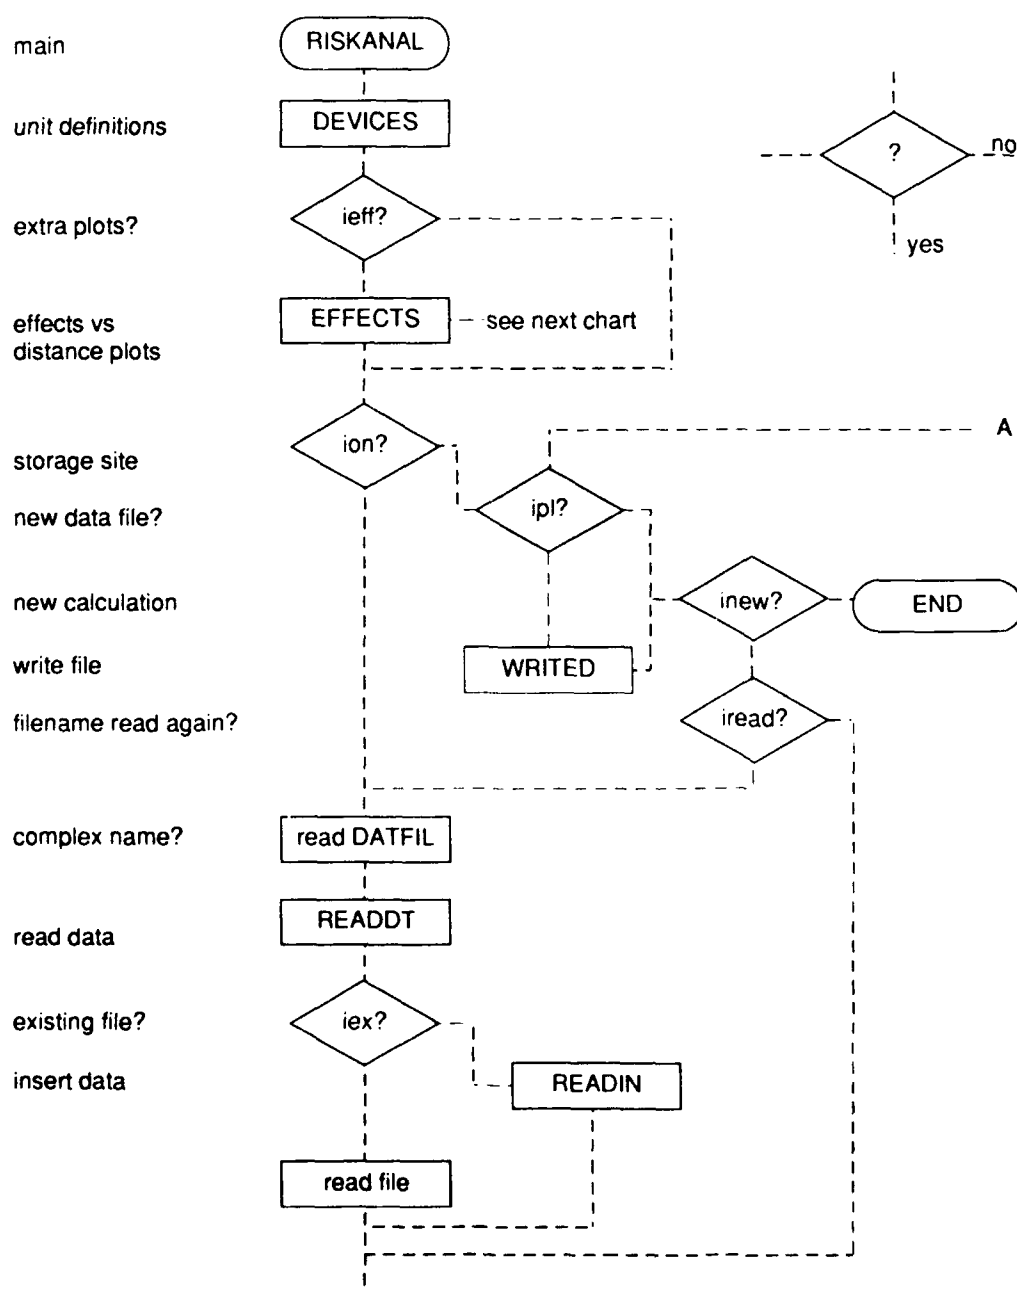 main
RISKANAL
unit definitions
DEVICES
?
no
yes
extra plots?
ieff?
effects vs
distance plots
EFFECTS
see next chart
storage site
ion?
A
new data file?
ipl?
new calculation
inew?
END
write file
WRITED
filename read again?
iread?
complex name?
read DATFIL
read data
READDT
existing file?
iex?
insert data
READIN
read file